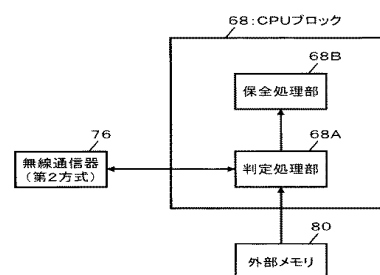 68:CPUブロック
68B
保全処理部
76
68A
無線通信器
(第2方式)
判定処理部
80
外部メモリ